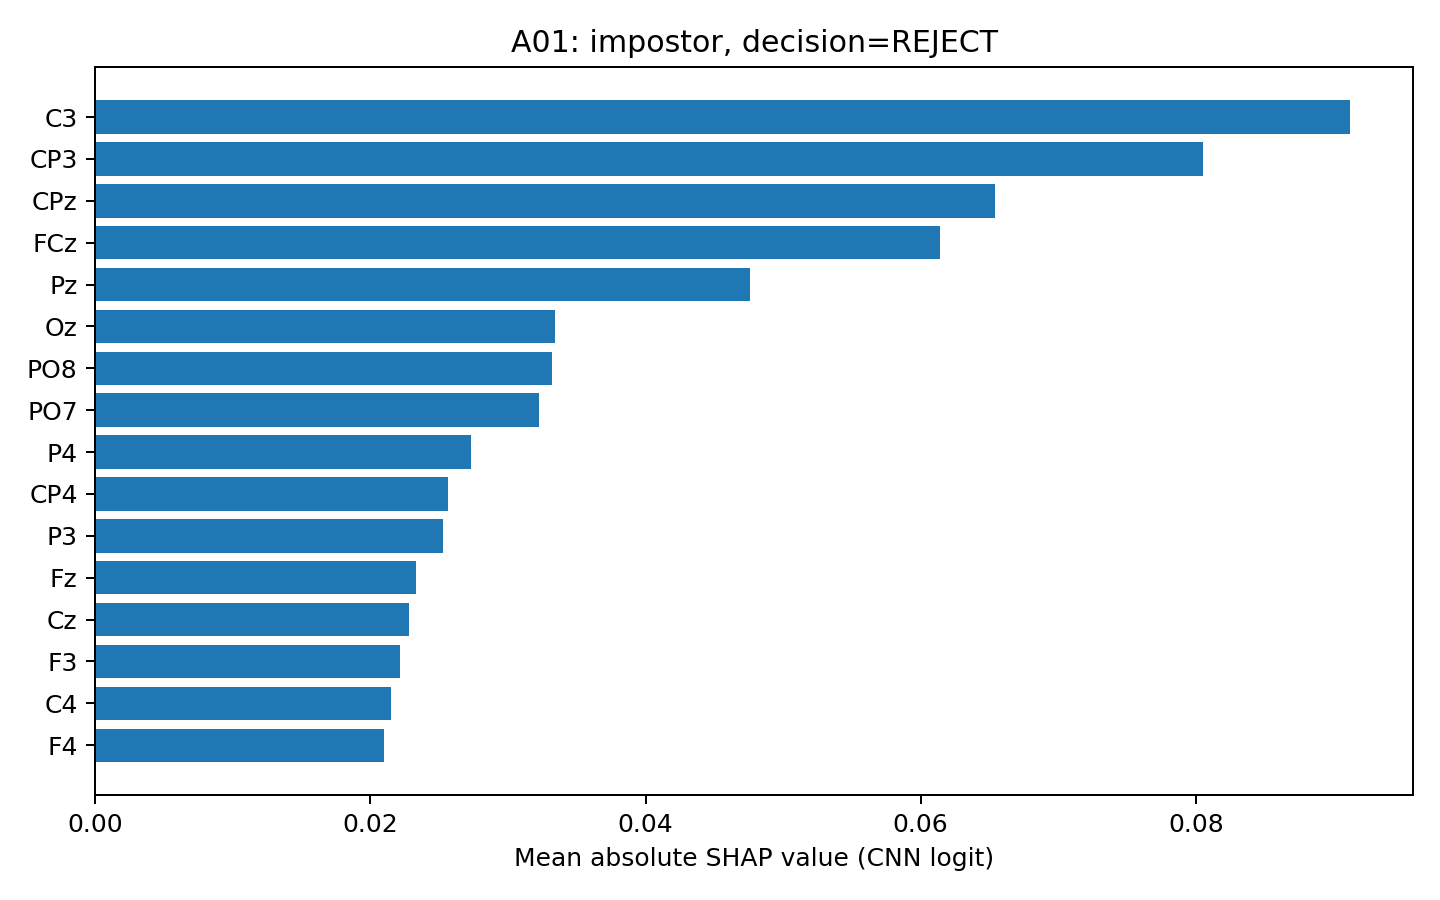 A01: impostor, decision=REJECT
C3
CP3
CPz
FCz
Pz
Oz
PO8
PO7
P4
CP4
P3
Fz
Cz
F3
C4
F4
0.00 0.02 0.04 0.06 0.08
Mean absolute SHAP value (CNN logit)